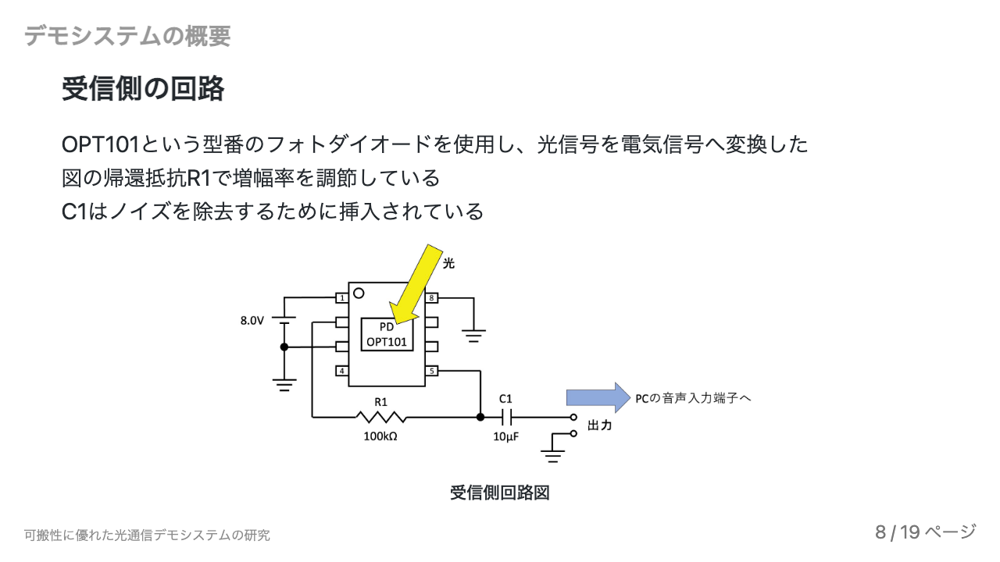 デモシステムの概要
受信側の回路
OPT101という型番のフォトダイオードを使用し、光信号を電気信号へ変換した
図の帰還抵抗R1で増幅率を調節している
C1はノイズを除去するために挿入されている
光
1
8
8.0V
PD
OPT101
4
5
R1
100kΩ
C1
10μF
PCの音声入力端子へ
出力
受信側回路図
可搬性に優れた光通信デモシステムの研究
8 / 19 ページ